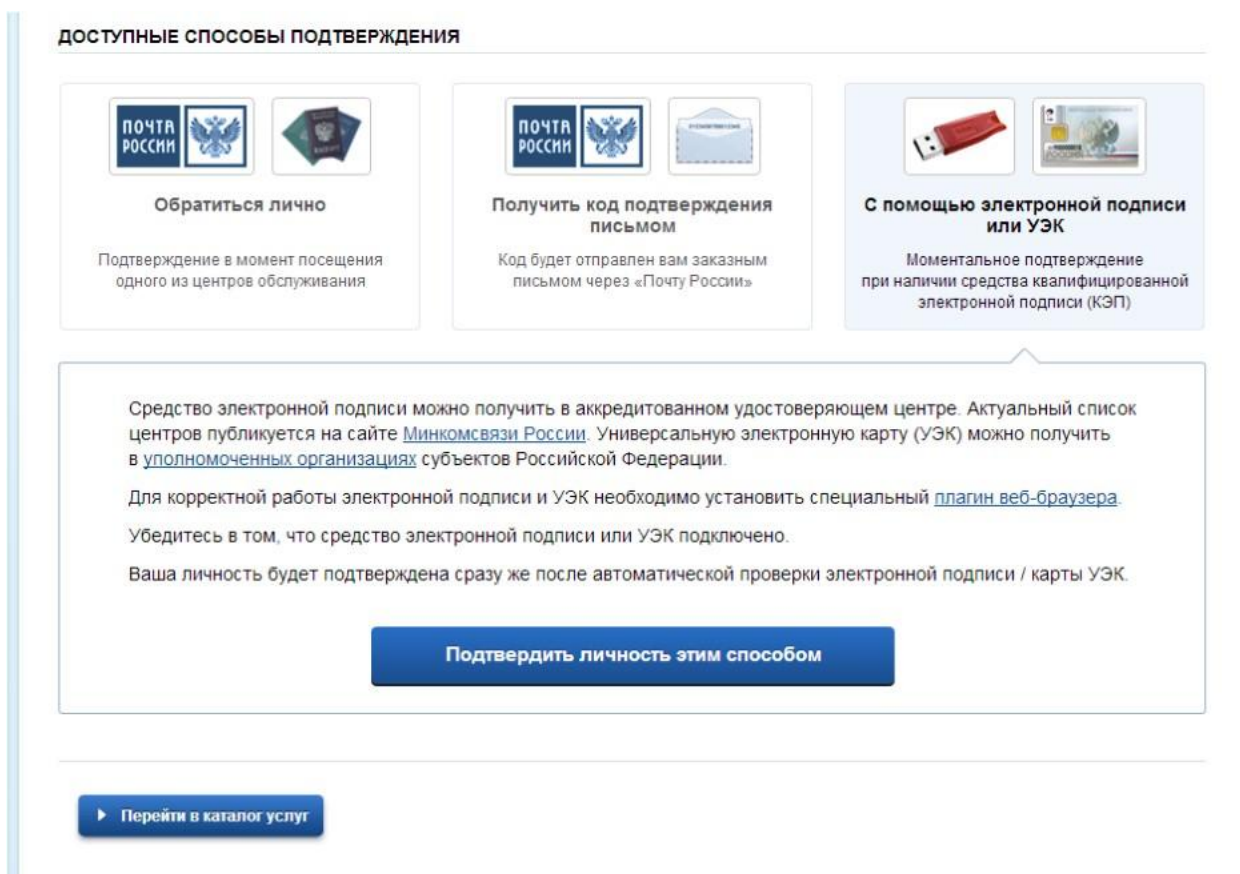 ДОСТУПНЫЕ СПОСОБЫ ПОДТВЕРЖДЕНИЯ
ПОЧТА
РОССИИ
Обратиться лично
Подтверждение в момент посещения
одного из центров обслуживания
ПОЧТА
РОССИИ
Получить код подтверждения
письмом
Код будет отправлен вам заказным
письмом через «Почту России»
С помощью электронной подписи
или УЭК
Моментальное подтверждение
при наличии средства квалифицированной
электронной подписи (КЭП)
Средство электронной подписи можно получить в аккредитованном удостоверяющем центре. Актуальный список
центров публикуется на сайте Минкомсвязи России. Универсальную электронную карту (УЭК) можно получить
в уполномоченных организациях субъектов Российской Федерации.
Для корректной работы электронной подписи и УЭК необходимо установить специальный плагин веб-браузера.
Убедитесь в том, что средство электронной подписи или УЭК подключено.
Ваша личность будет подтверждена сразу же после автоматической проверки электронной подписи / карты УЭК.
Подтвердить личность этим способом
Перейти в каталог услуг